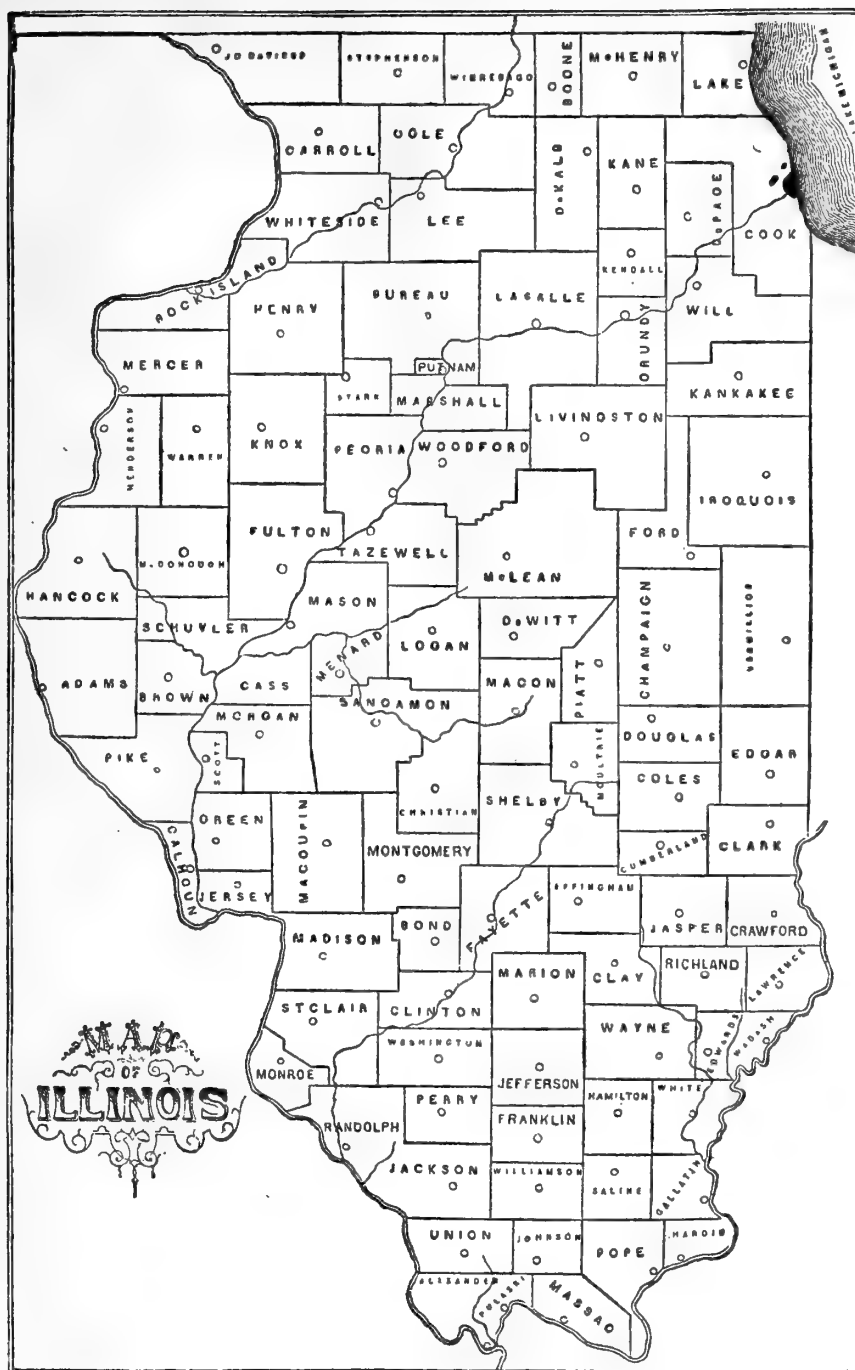 LAKE MICHIGAN
JO DAVIESS
STEPHENSON
WINNEBAGO
BOONE
McHENRY
LAKE
CARROLL
OGLE
DeKALB
KANE
DuPAGE
COOK
WHITESIDE
LEE
KENDALL
ROCK ISLAND
HENRY
BUREAU
LASALLE
GRUNDY
WILL
MERCER
STARK
PUTNAM
MARSHALL
KANKAKEE
HENDERSON
WARREN
KNOX
PEORIA
WOODFORD
LIVINGSTON
IROQUOIS
HANCOCK
McDONOUGH
FULTON
TAZEWELL
McLEAN
FORD
SCHUYLER
MASON
LOGAN
DeWITT
CHAMPAIGN
VERMILLION
ADAMS
BROWN
CASS
MENARD
MACON
PIATT
PIKE
SCOTT
MORGAN
SANGAMON
MOULTRIE
DOUGLAS
EDGAR
CALHOUN
GREEN
MACOUPIN
CHRISTIAN
SHELBY
COLES
JERSEY
MONTGOMERY
CUMBERLAND
CLARK
MADISON
BOND
FAYETTE
EFFINGHAM
JASPER
CRAWFORD
ST CLAIR
CLINTON
MARION
CLAY
RICHLAND
LAWRENCE
MONROE
WASHINGTON
JEFFERSON
WAYNE
EDWARDS
WABASH
RANDOLPH
PERRY
FRANKLIN
HAMILTON
WHITE
JACKSON
WILLIAMSON
SALINE
GALLATIN
UNION
JOHNSON
POPE
HARDIN
ALEXANDER
PULASKI
MASSAC
MAP
OF
ILLINOIS